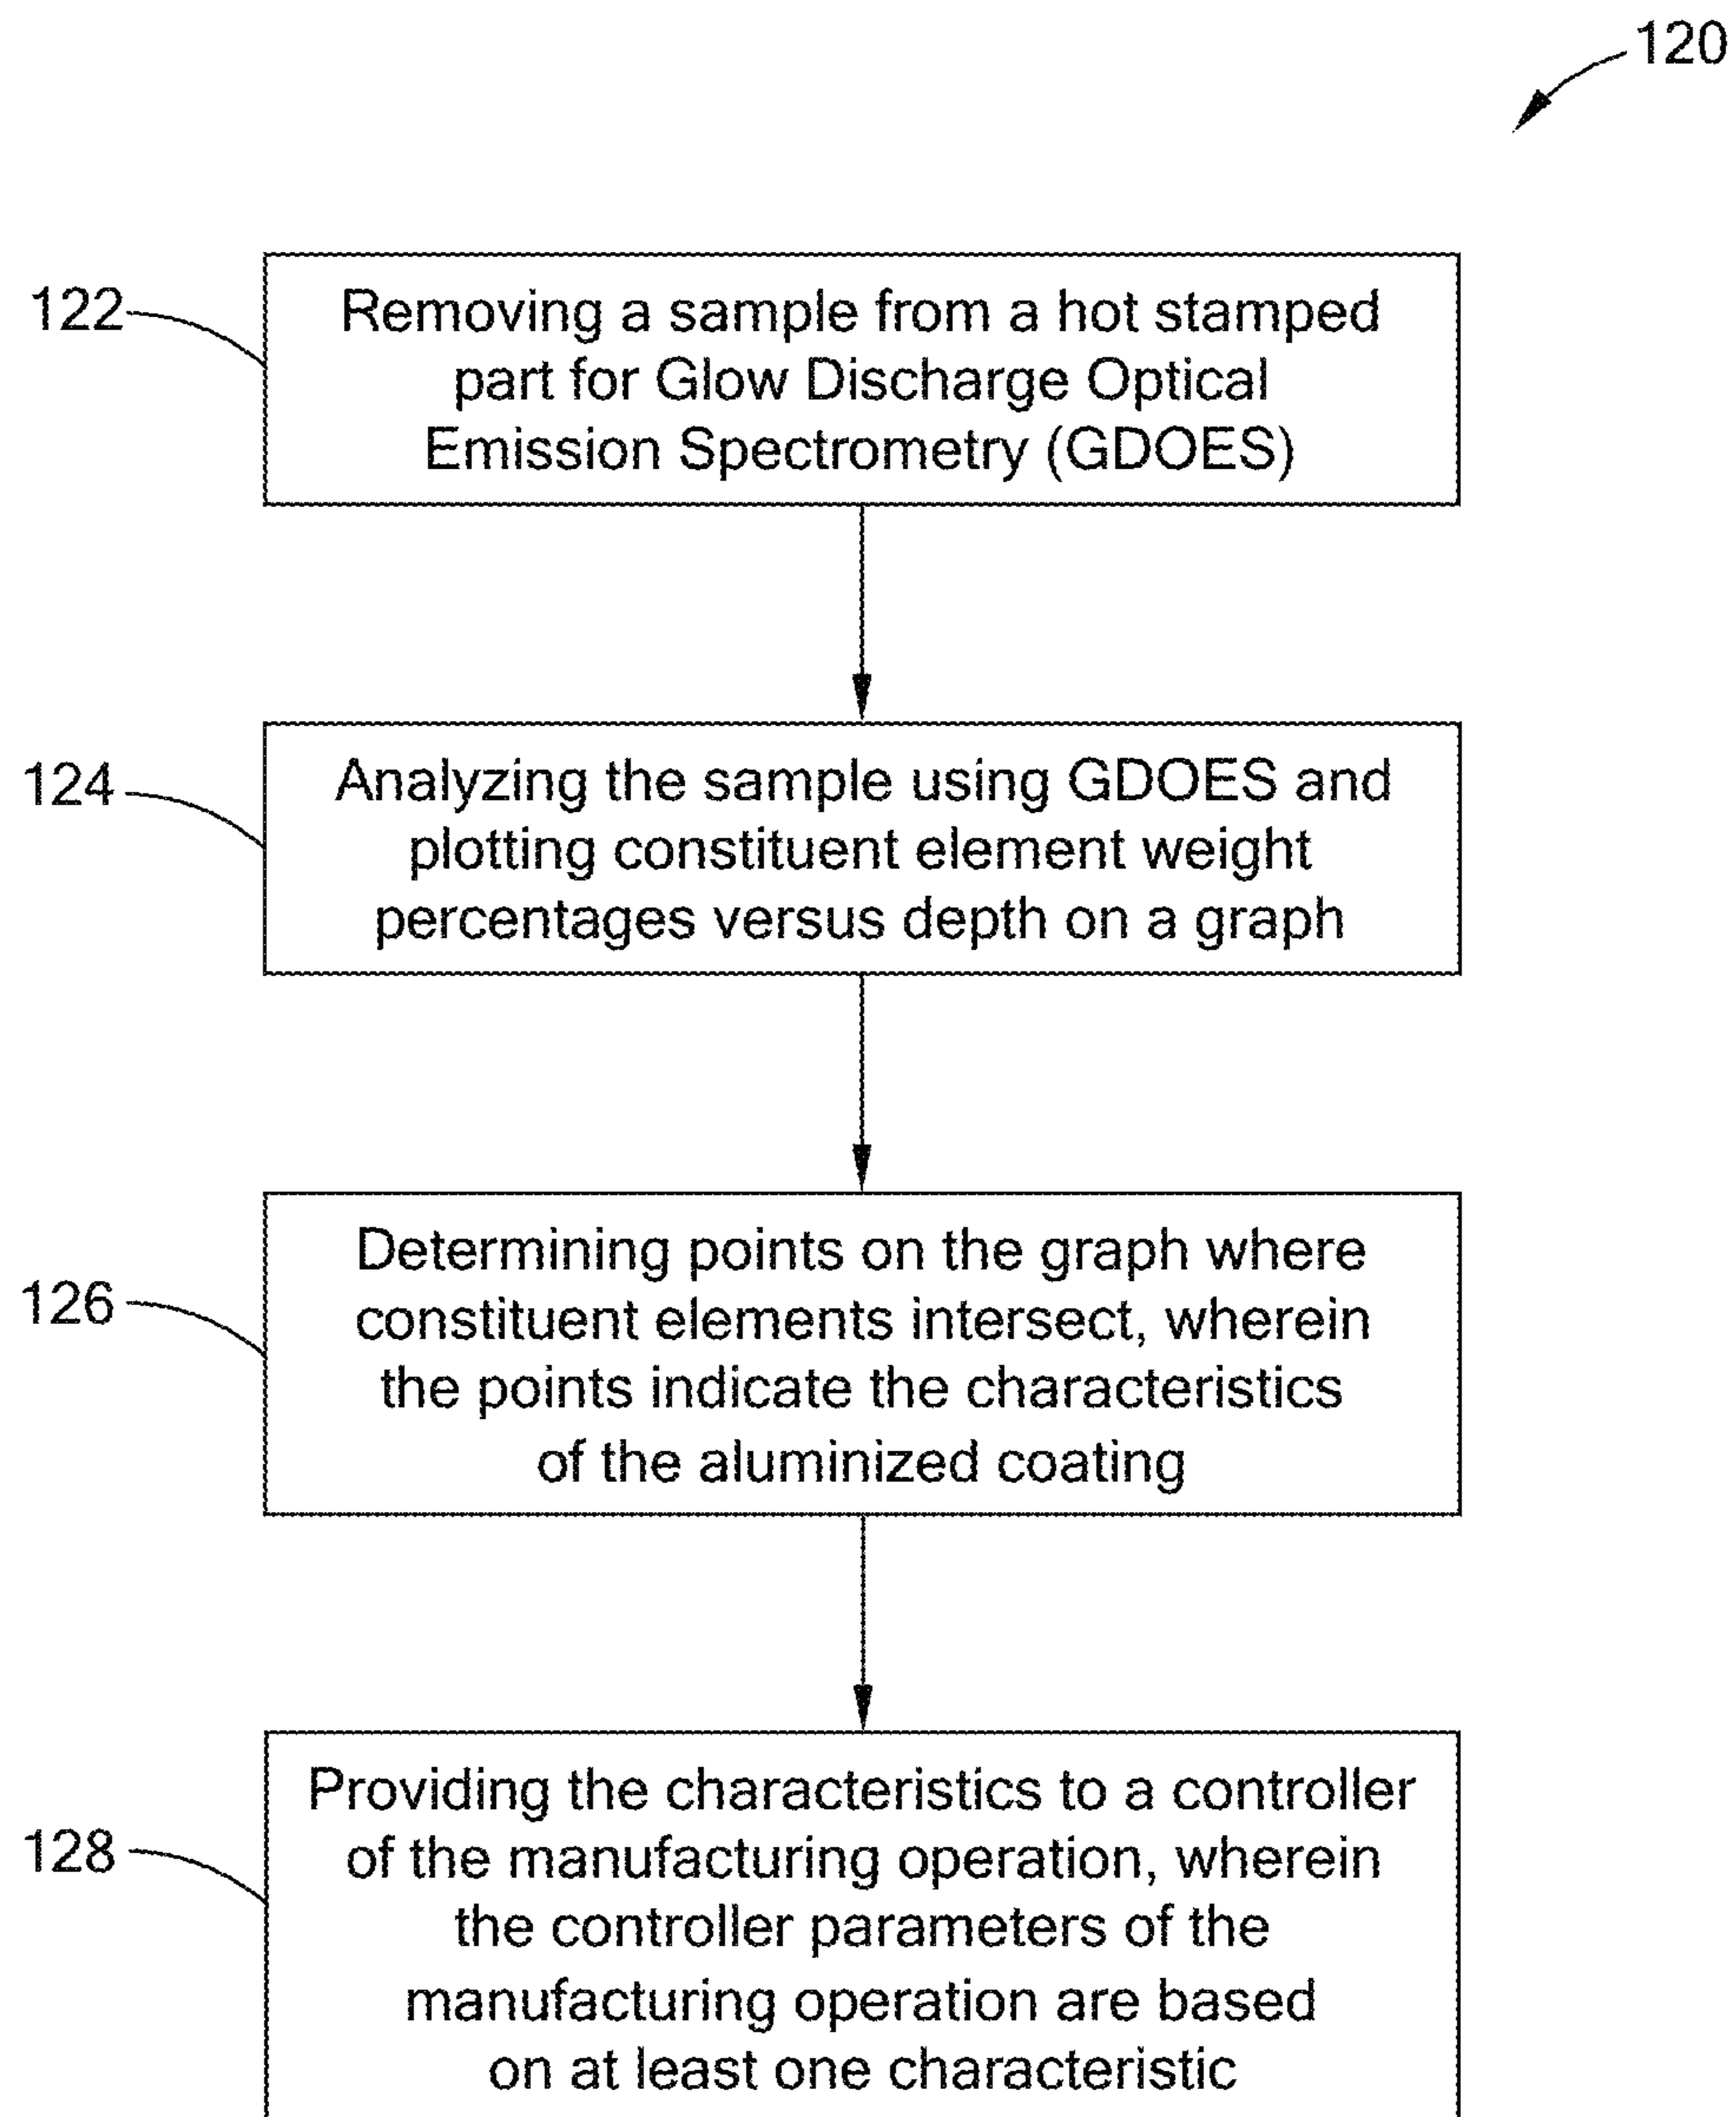 120
122
Removing a sample from a hot stamped
part for Glow Discharge Optical
Emission Spectrometry (GDOES)
124
Analyzing the sample using GDOES and
plotting constituent element weight
percentages versus depth on a graph
126
Determining points on the graph where
constituent elements intersect, wherein
the points indicate the characteristics
of the aluminized coating
128
Providing the characteristics to a controller
of the manufacturing operation, wherein
the controller parameters of the
manufacturing operation are based
on at least one characteristic